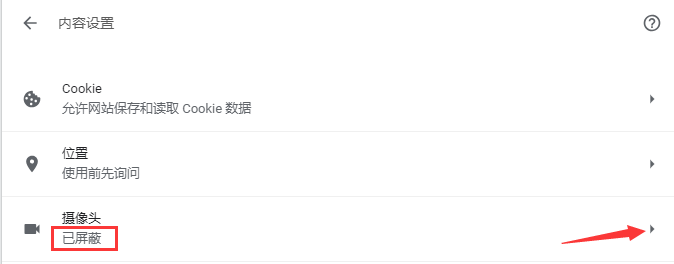 内容设置
Cookie
允许网站保存和读取 Cookie 数据
位置
使用前先询问
摄像头
已屏蔽